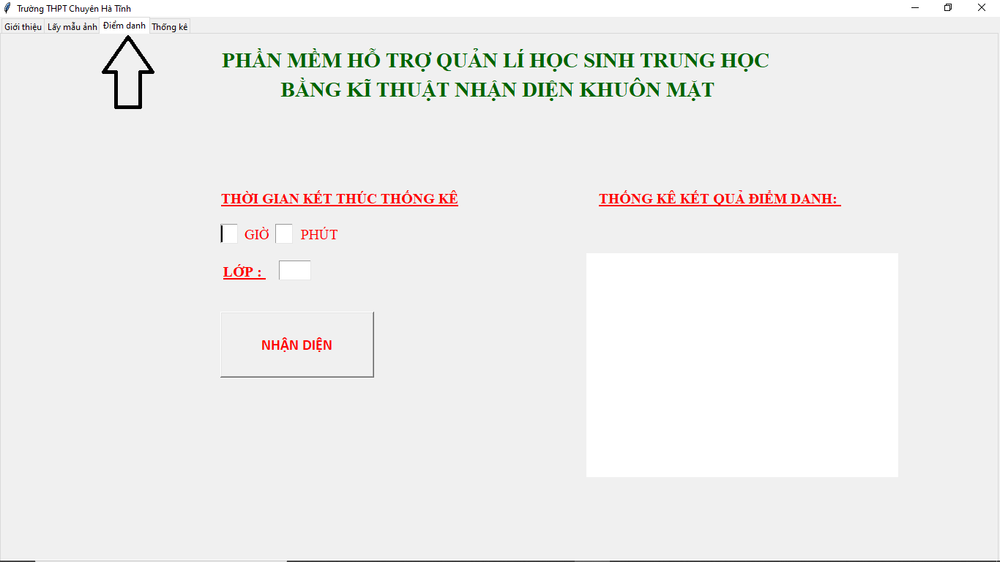 Trường THPT Chuyên Hà Tĩnh
Giới thiệu Lấy mẫu ảnh Điểm danh Thống kê
PHẦN MỀM HỖ TRỢ QUẢN LÍ HỌC SINH TRUNG HỌC
BẰNG KĨ THUẬT NHẬN DIỆN KHUÔN MẶT
THỜI GIAN KẾT THÚC THỐNG KÊ
GIỜ PHÚT
LỚP :
NHẬN DIỆN
THỐNG KÊ KẾT QUẢ ĐIỂM DANH: